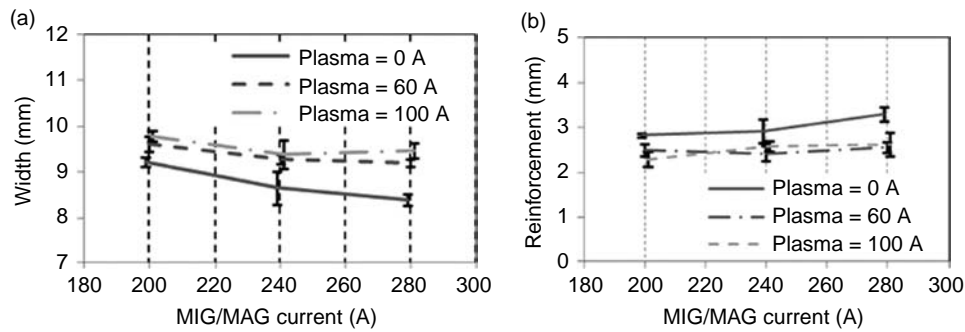 (a)
12
11
10
9
8
7
Width (mm)
180 200 220 240 260 280 300
MIG/MAG current (A)
Plasma = 0 A
Plasma = 60 A
Plasma = 100 A
(b)
5
4
3
2
1
0
Reinforcement (mm)
180 200 220 240 260 280 300
MIG/MAG current (A)
Plasma = 0 A
Plasma = 60 A
Plasma = 100 A